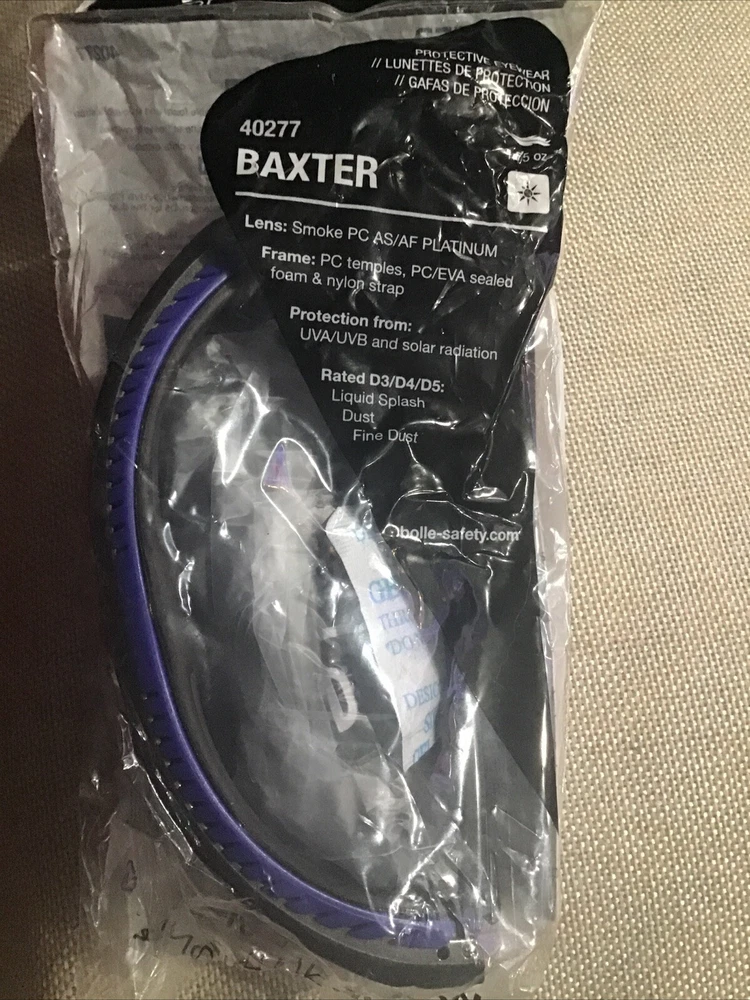 PROTECTIVE EYEWEAR
// LUNETTES DE PROTECTION
// GAFAS DE PROTECCION
40277
BAXTER
oz
Lens: Smoke PC AS/AF PLATINUM
Frame: PC temples, PC/EVA sealed
foam & nylon strap
Protection from:
UVA/UVB and solar radiation
Rated D3/D4/D5:
Liquid Splash
Dust
Fine Dust
bolle-safety.com